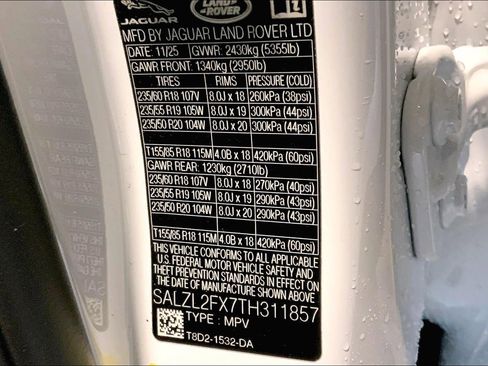 JAGUAR LAND ROVER
MFD BY JAGUAR LAND ROVER LTD
DATE: 11/25 GVWR: 2430kg (5355lb)
GAWR FRONT: 1340kg (2950lb)
TIRES RIMS PRESSURE (COLD)
235/60 R18 107V 8.0J x 18 260kPa (38psi)
235/55 R19 105W 8.0J x 19 300kPa (44psi)
235/50 R20 104W 8.0J x 20 300kPa (44psi)
T155/85 R18 115M 4.0B x 18 420kPa (60psi)
GAWR REAR: 1230kg (2710lb)
235/60 R18 107V 8.0J x 18 270kPa (40psi)
235/55 R19 105W 8.0J x 19 290kPa (43psi)
235/50 R20 104W 8.0J x 20 290kPa (43psi)
T155/85 R18 115M 4.0B x 18 420kPa (60psi)
THIS VEHICLE CONFORMS TO ALL APPLICABLE
U.S. FEDERAL MOTOR VEHICLE SAFETY AND
THEFT PREVENTION STANDARDS IN EFFECT ON
THE DATE OF MANUFACTURE SHOWN ABOVE.
SALZL2FX7TH311857
TYPE : MPV
T8D2-1532-DA